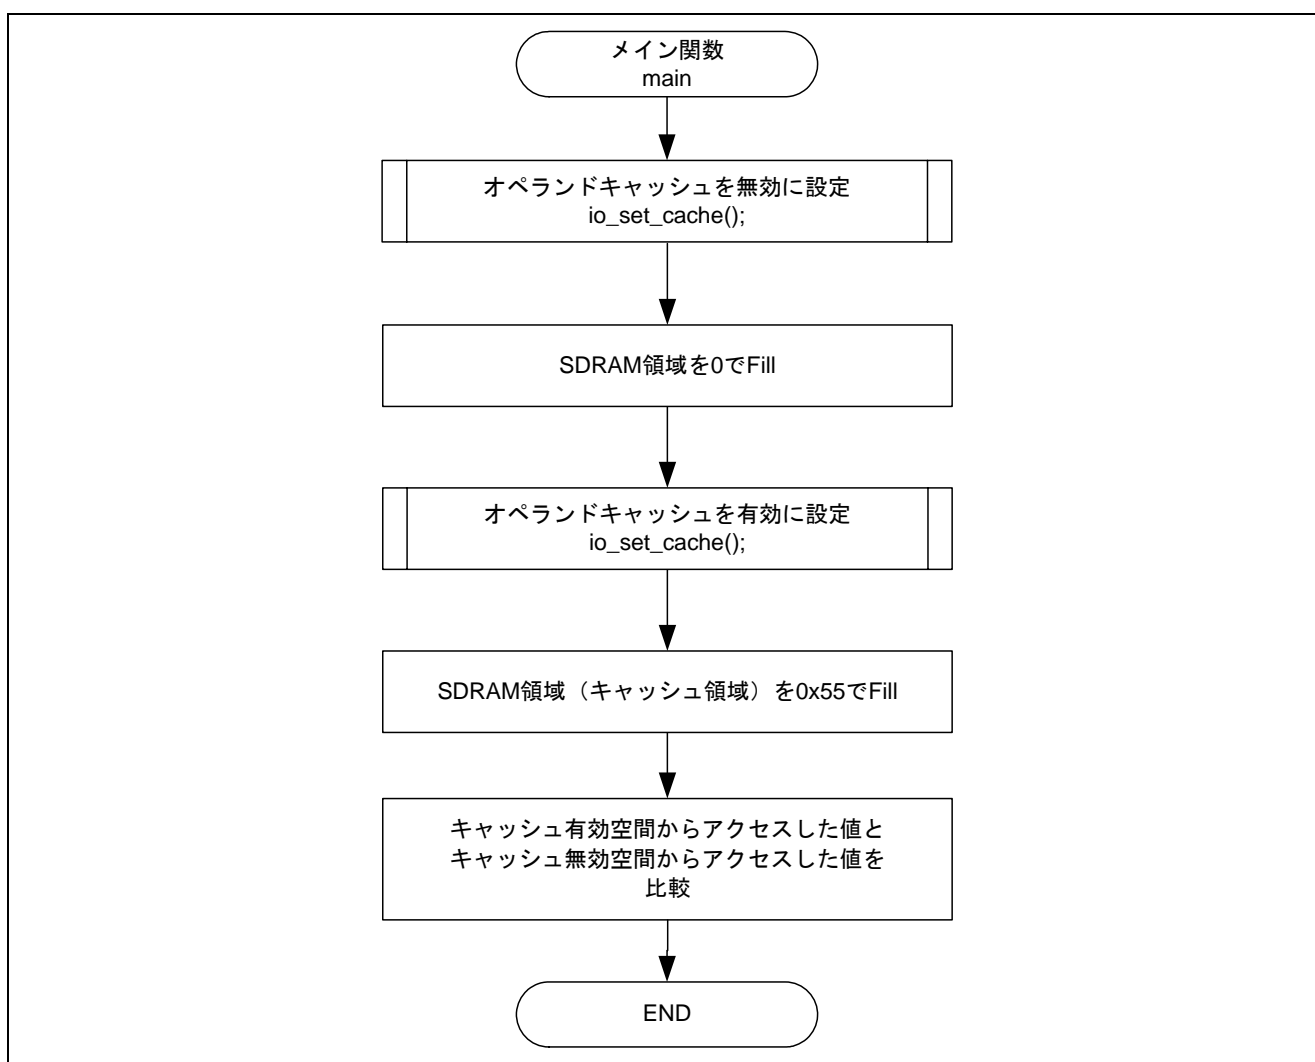 メイン関数
main
オペランドキャッシュを無効に設定
io_set_cache();
SDRAM領域を0でFill
オペランドキャッシュを有効に設定
io_set_cache();
SDRAM領域（キャッシュ領域）を0x55でFill
キャッシュ有効空間からアクセスした値と
キャッシュ無効空間からアクセスした値を
比較
END